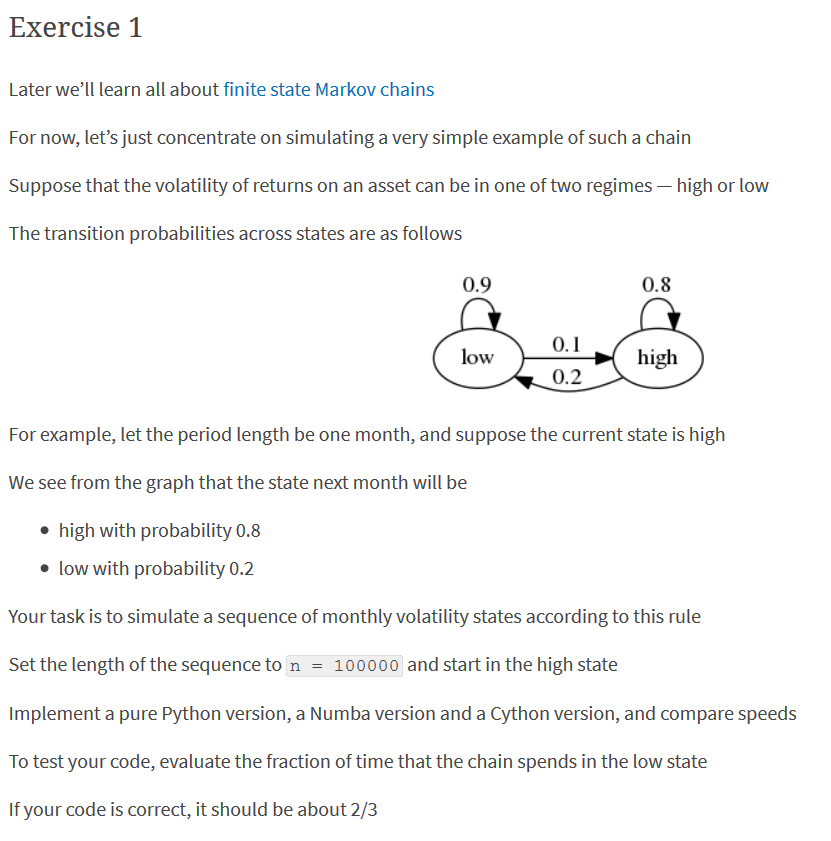 Exercise 1
Later we’ll learn all about finite state Markov chains
For now, let’s just concentrate on simulating a very simple example of such a chain
Suppose that the volatility of returns on an asset can be in one of two regimes — high or low
The transition probabilities across states are as follows
0.9 0.8
0.1
low high
0.2
For example, let the period length be one month, and suppose the current state is high
We see from the graph that the state next month will be
• high with probability 0.8
• low with probability 0.2
Your task is to simulate a sequence of monthly volatility states according to this rule
Set the length of the sequence to n = 100000 and start in the high state
Implement a pure Python version, a Numba version and a Cython version, and compare speeds
To test your code, evaluate the fraction of time that the chain spends in the low state
If your code is correct, it should be about 2/3